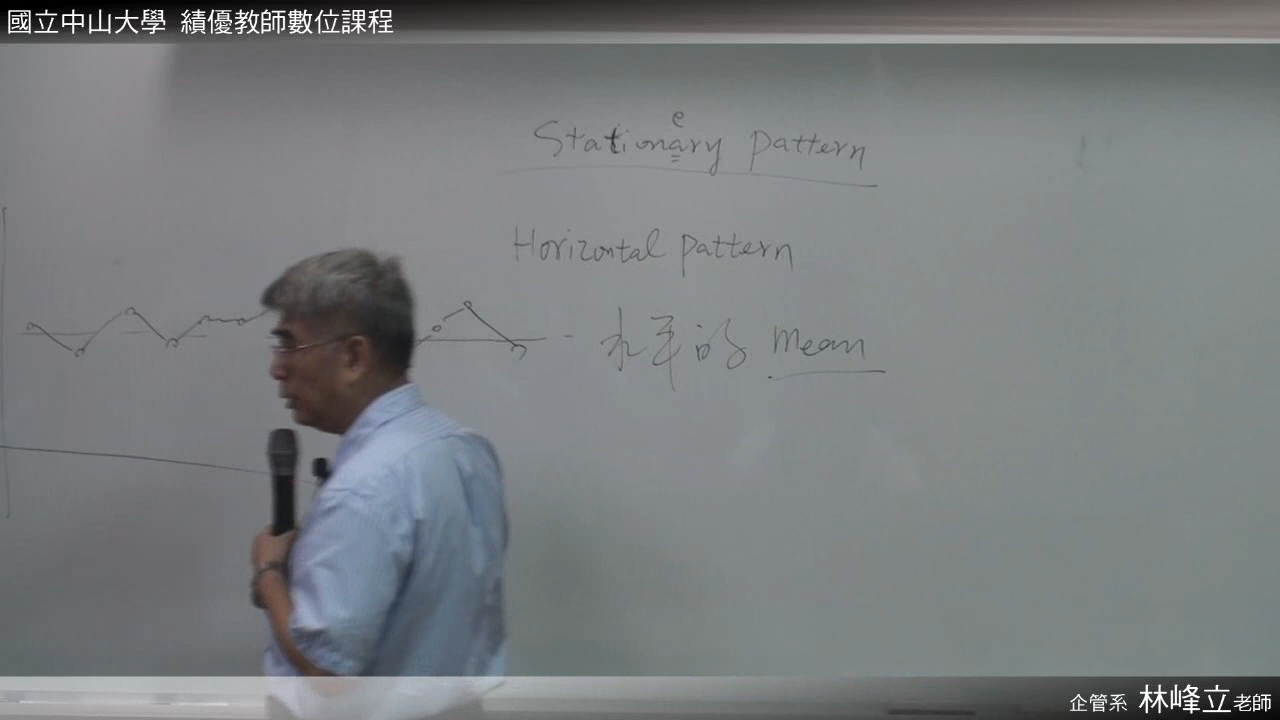 國立中山大學 績優教師數位課程
e
Stationary pattern
Horizontal pattern
水平的 mean
企管系 林峰立老師